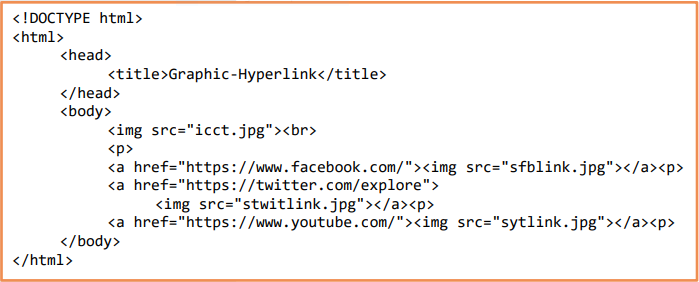 <!DOCTYPE html>
<html>
<head>
<title>Graphic-Hyperlink</title>
</head>
<body>
<img src="icct.jpg"><br>
<p>
<a href="https://www.facebook.com/"><img src="sfblink.jpg"></a><p>
<a href="https://twitter.com/explore">
<img src="stwitlink.jpg"></a><p>
<a href="https://www.youtube.com/"><img src="sytlink.jpg"></a><p>
</body>
</html>